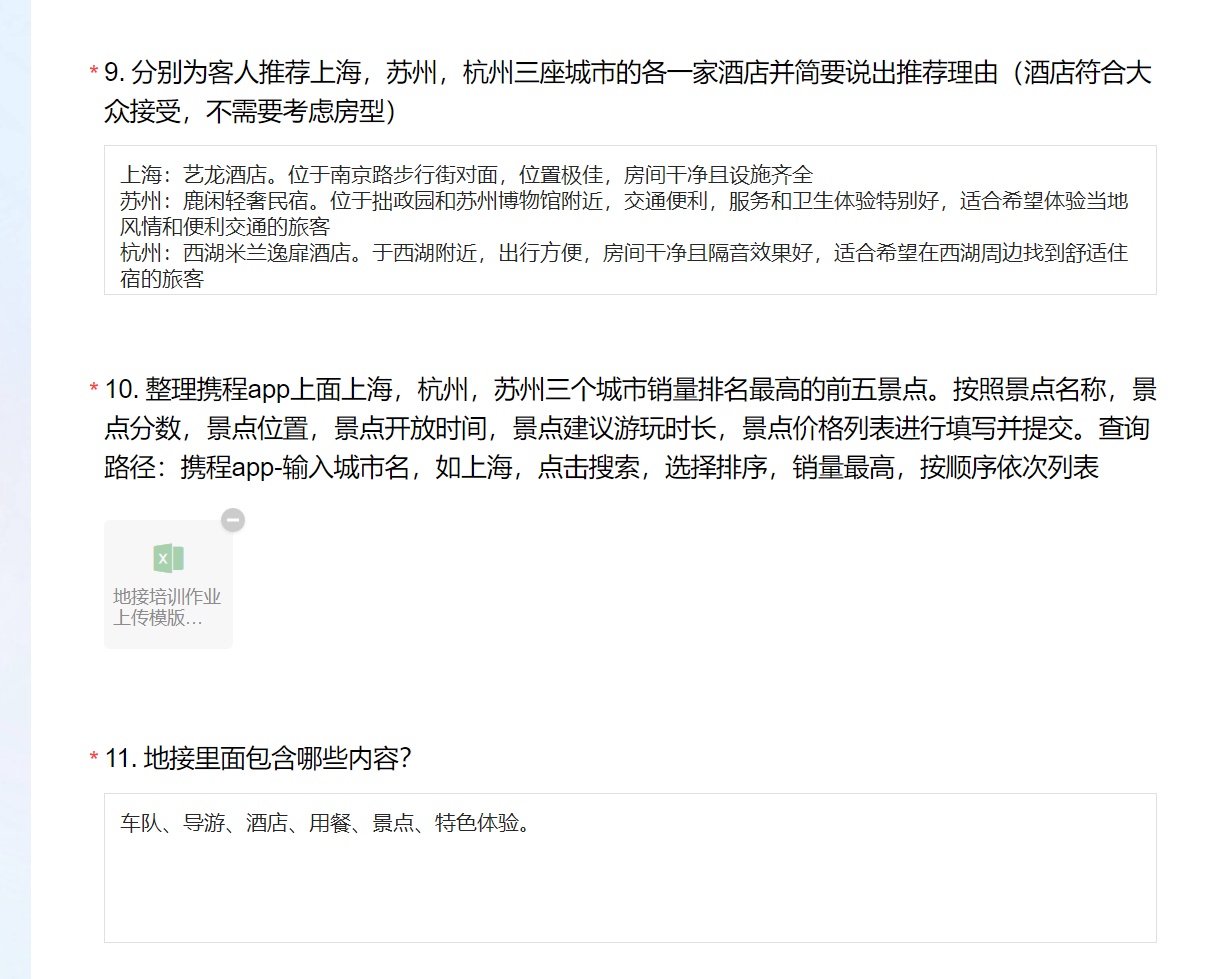 * 9. 分别为客人推荐上海，苏州，杭州三座城市的各一家酒店并简要说出推荐理由（酒店符合大
众接受，不需要考虑房型）
上海：艺龙酒店。位于南京路步行街对面，位置极佳，房间干净且设施齐全
苏州：鹿闲轻奢民宿。位于拙政园和苏州博物馆附近，交通便利，服务和卫生体验特别好，适合希望体验当地
风情和便利交通的旅客
杭州：西湖米兰逸扉酒店。于西湖附近，出行方便，房间干净且隔音效果好，适合希望在西湖周边找到舒适住
宿的旅客
* 10. 整理携程app上面上海，杭州，苏州三个城市销量排名最高的前五景点。按照景点名称，景
点分数，景点位置，景点开放时间，景点建议游玩时长，景点价格列表进行填写并提交。查询
路径：携程app-输入城市名，如上海，点击搜索，选择排序，销量最高，按顺序依次列表
X
地接培训作业
上传模版...
* 11. 地接里面包含哪些内容？
车队、导游、酒店、用餐、景点、特色体验。